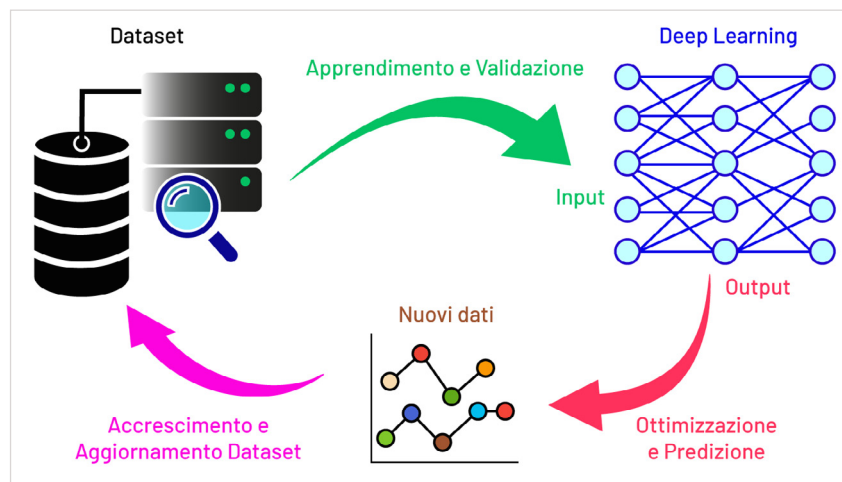 Dataset
Deep Learning
Apprendimento e Validazione
Input
Output
Nuovi dati
Accrescimento e
Aggiornamento Dataset
Ottimizzazione
e Predizione